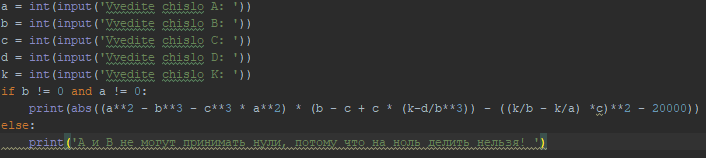 a = int(input('Vvedite chislo A: '))
b = int(input('Vvedite chislo B: '))
c = int(input('Vvedite chislo C: '))
d = int(input('Vvedite chislo D: '))
k = int(input('Vvedite chislo K: '))
if b != 0 and a != 0:
    print(abs((a**2 - b**3 - c**3 * a**2) * (b - c + c * (k-d/b**3)) - ((k/b - k/a) *c)**2 - 20000))
else:
    print('А и В не могут принимать нули, потому что на ноль делить нельзя! ')